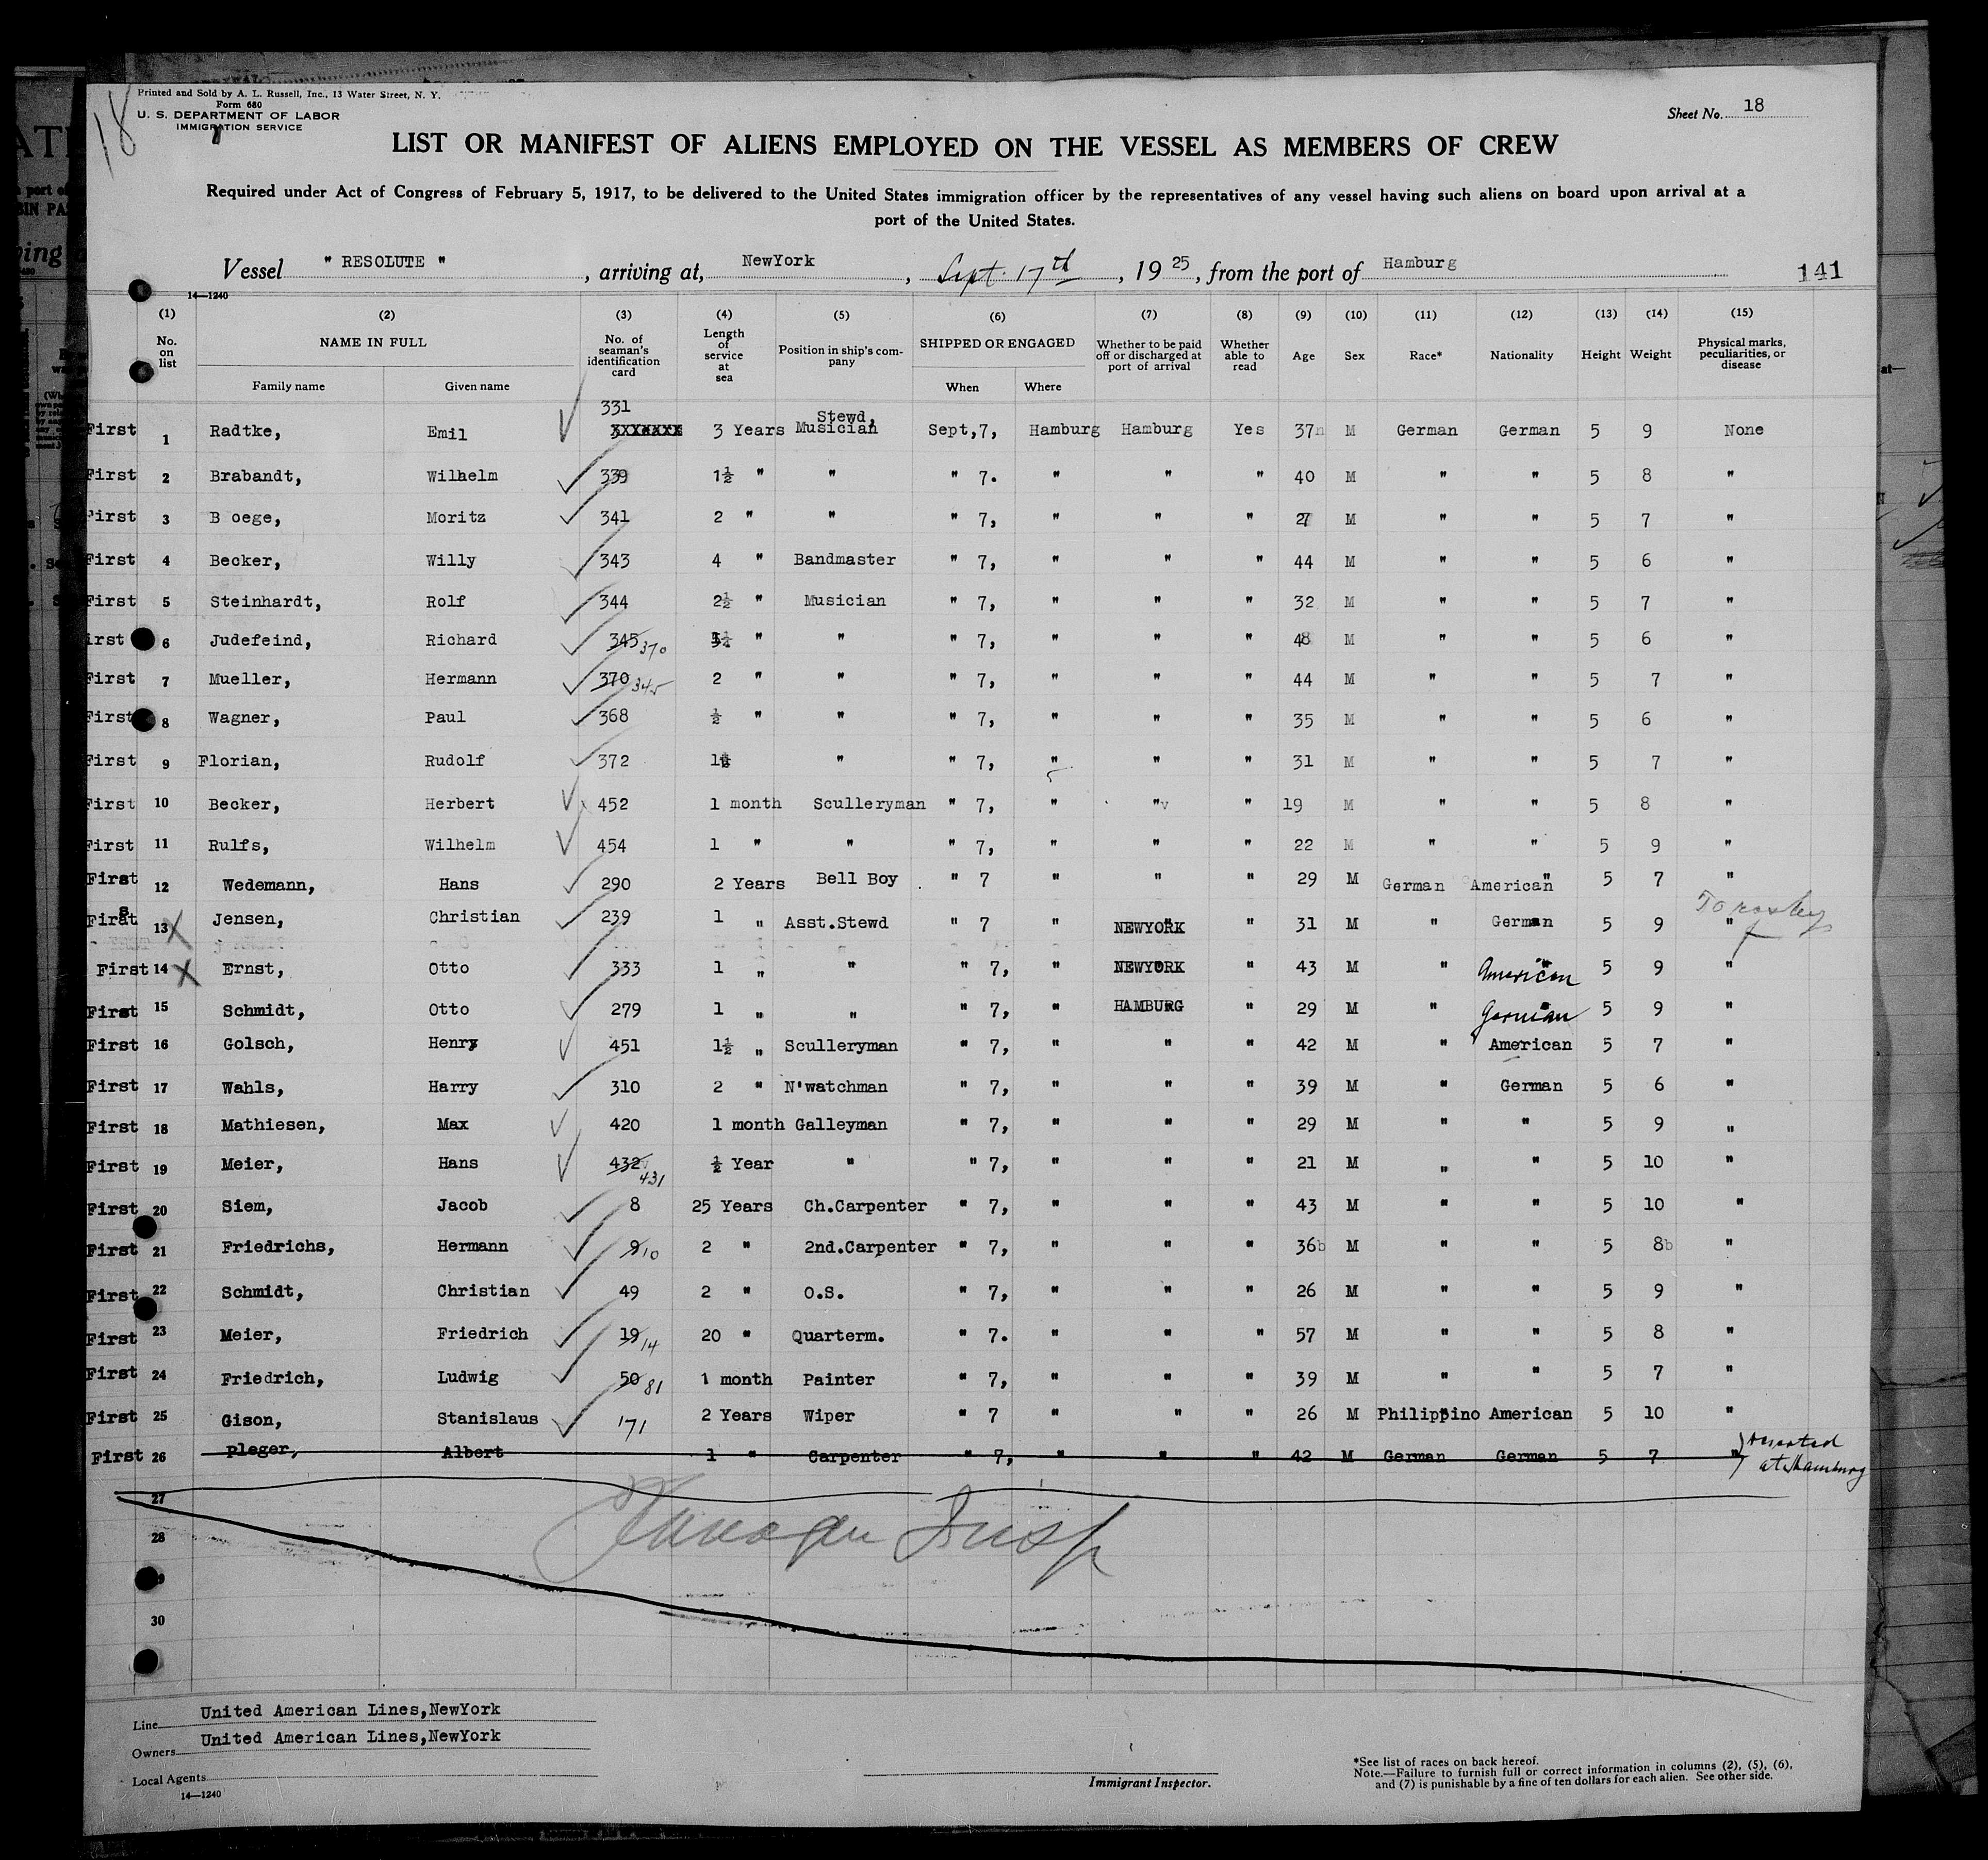 Printed and Sold by A. L. Russell, Inc., 13 Water Street, N. Y.
Form 680
U. S. DEPARTMENT OF LABOR
IMMIGRATION SERVICE
18
Sheet No. 18
LIST OR MANIFEST OF ALIENS EMPLOYED ON THE VESSEL AS MEMBERS OF CREW
Required under Act of Congress of February 5, 1917, to be delivered to the United States immigration officer by the representatives of any vessel having such aliens on board upon arrival at a
port of the United States.
Vessel " RESOLUTE " , arriving at, NewYork , Sept. 17th , 19 25 , from the port of Hamburg
141
14—1240
(1) (2) (3) (4) (5) (6) (7) (8) (9) (10) (11) (12) (13) (14) (15)
No. on list NAME IN FULL Family name Given name No. of seaman's identification card Length of service at sea Position in ship's company SHIPPED OR ENGAGED When Where Whether to be paid off or discharged at port of arrival Whether able to read Age Sex Race* Nationality Height Weight Physical marks, peculiarities, or disease
First 1 Radtke, Emil 331 3 Years Stewd, Musician Sept,7, Hamburg Hamburg Yes 37 M German German 5 9 None
First 2 Brabandt, Wilhelm 339 1½ " " " 7. " " " 40 M " " 5 8 "
First 3 B oege, Moritz 341 2 " " " 7, " " " 27 M " " 5 7 "
First 4 Becker, Willy 343 4 " Bandmaster " 7, " " " 44 M " " 5 6 "
First 5 Steinhardt, Rolf 344 2½ " Musician " 7, " " " 32 M " " 5 7 "
irst 6 Judefeind, Richard 345 370 " " " 7, " " " 48 M " " 5 6 "
First 7 Mueller, Hermann 370 345 2 " " " 7, " " " 44 M " " 5 7 "
First 8 Wagner, Paul 368 ½ " " " 7, " " " 35 M " " 5 6 "
First 9 Florian, Rudolf 372 1½ " " 7, " " " 31 M " " 5 7 "
First 10 Becker, Herbert 452 1 month Sculleryman " 7, " " " 19 M " " 5 8 "
First 11 Rulfs, Wilhelm 454 1 " " " 7, " " " 22 M " " 5 9 "
First 12 Wedemann, Hans 290 2 Years Bell Boy " 7 " " " 29 M German American 5 7 "
First 13 X Jensen, Christian 239 1 " Asst.Stewd " 7 " NEWYORK " 31 M " German 5 9 "
First 14 X Ernst, Otto 333 1 " " " 7, " NEWYORK " 43 M " American 5 9 "
First 15 Schmidt, Otto 279 1 " " " 7, " HAMBURG " 29 M " German 5 9 "
First 16 Golsch, Henry 451 1½ " Sculleryman " 7, " " " 42 M " American 5 7 "
First 17 Wahls, Harry 310 2 " N'watchman " 7, " " " 39 M " German 5 6 "
First 18 Mathiesen, Max 420 1 month Galleyman " 7, " " " 29 M " " 5 9 "
First 19 Meier, Hans 432 431 ½ Year " " 7, " " " 21 M " " 5 10 "
First 20 Siem, Jacob 8 25 Years Ch.Carpenter " 7, " " " 43 M " " 5 10 "
First 21 Friedrichs, Hermann 9 10 2 " 2nd.Carpenter " 7, " " " 36 M " " 5 8 "
First 22 Schmidt, Christian 49 2 " O.S. " 7, " " " 26 M " " 5 9 "
First 23 Meier, Friedrich 19 14 20 " Quarterm. " 7. " " " 57 M " " 5 8 "
First 24 Friedrich, Ludwig 50 81 1 month Painter " 7, " " " 39 M " " 5 7 "
First 25 Gison, Stanislaus 171 2 Years Wiper " 7 " " " 26 M Philippino American 5 10 "
First 26 Pleger, Albert 1 " Carpenter " 7, " " " 42 M German German 5 7 " deserted at Hamburg
27
28
30
Line United American Lines,NewYork
Owners United American Lines,NewYork
Local Agents
14—1240
Immigrant Inspector.
*See list of races on back hereof.
Note.—Failure to furnish full or correct information in columns (2), (5), (6),
and (7) is punishable by a fine of ten dollars for each alien. See other side.